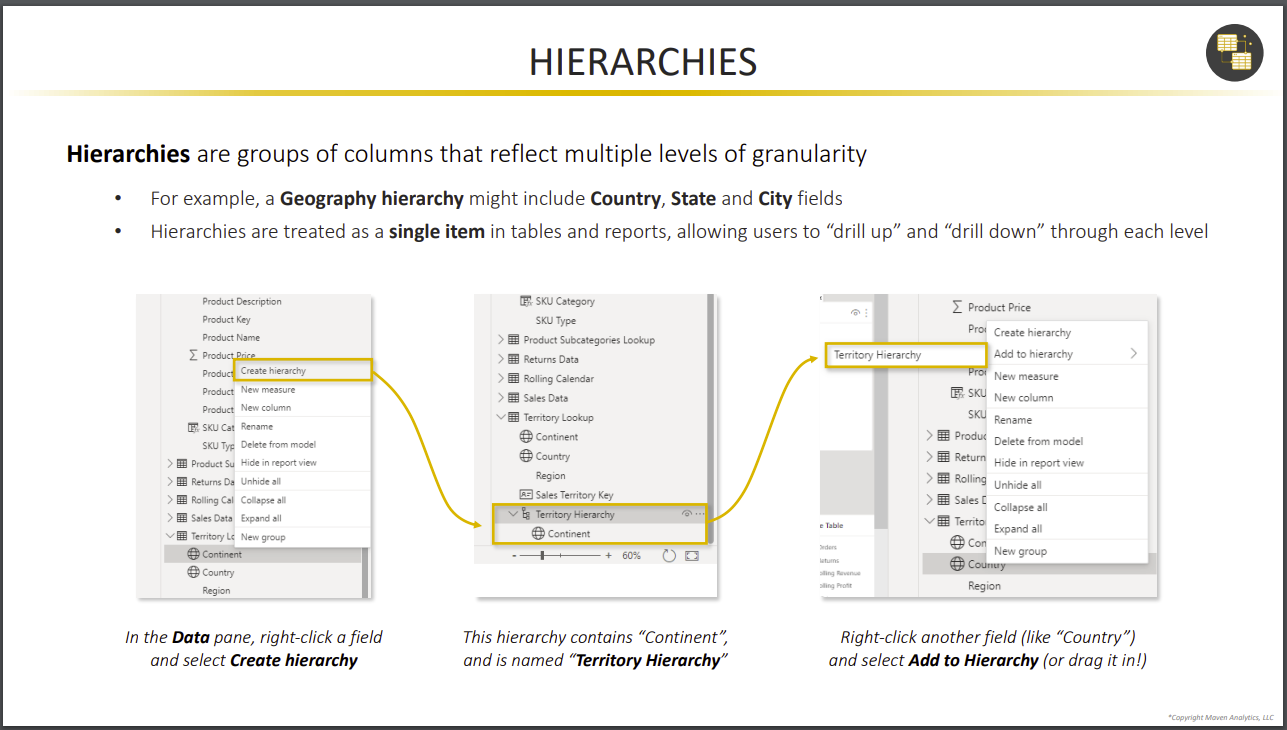 HIERARCHIES
Hierarchies are groups of columns that reflect multiple levels of granularity
• For example, a Geography hierarchy might include Country, State and City fields
• Hierarchies are treated as a single item in tables and reports, allowing users to “drill up” and “drill down” through each level
Product Description
Product Key
Product Name
Product Price
Product
Product
Product
SKU Cat
SKU Typ
Product Su
Returns Da
Rolling Cal
Sales Data
Territory Lo
Continent
Country
Region
Create hierarchy
New measure
New column
Rename
Delete from model
Hide in report view
Unhide all
Collapse all
Expand all
New group
SKU Category
SKU Type
Product Subcategories Lookup
Returns Data
Rolling Calendar
Sales Data
Territory Lookup
Continent
Country
Region
Sales Territory Key
Territory Hierarchy
Continent
- + 60%
Territory Hierarchy
e Table
Orders
eturns
olling Revenue
olling Profit
Product Price
Proc
Proc
SKU
SKU
Produc
Return
Rolling
Sales D
Territo
Con
Country
Region
Create hierarchy
Add to hierarchy
New measure
New column
Rename
Delete from model
Hide in report view
Unhide all
Collapse all
Expand all
New group
In the Data pane, right-click a field
and select Create hierarchy
This hierarchy contains “Continent”,
and is named “Territory Hierarchy”
Right-click another field (like “Country”)
and select Add to Hierarchy (or drag it in!)
*Copyright Maven Analytics, LLC